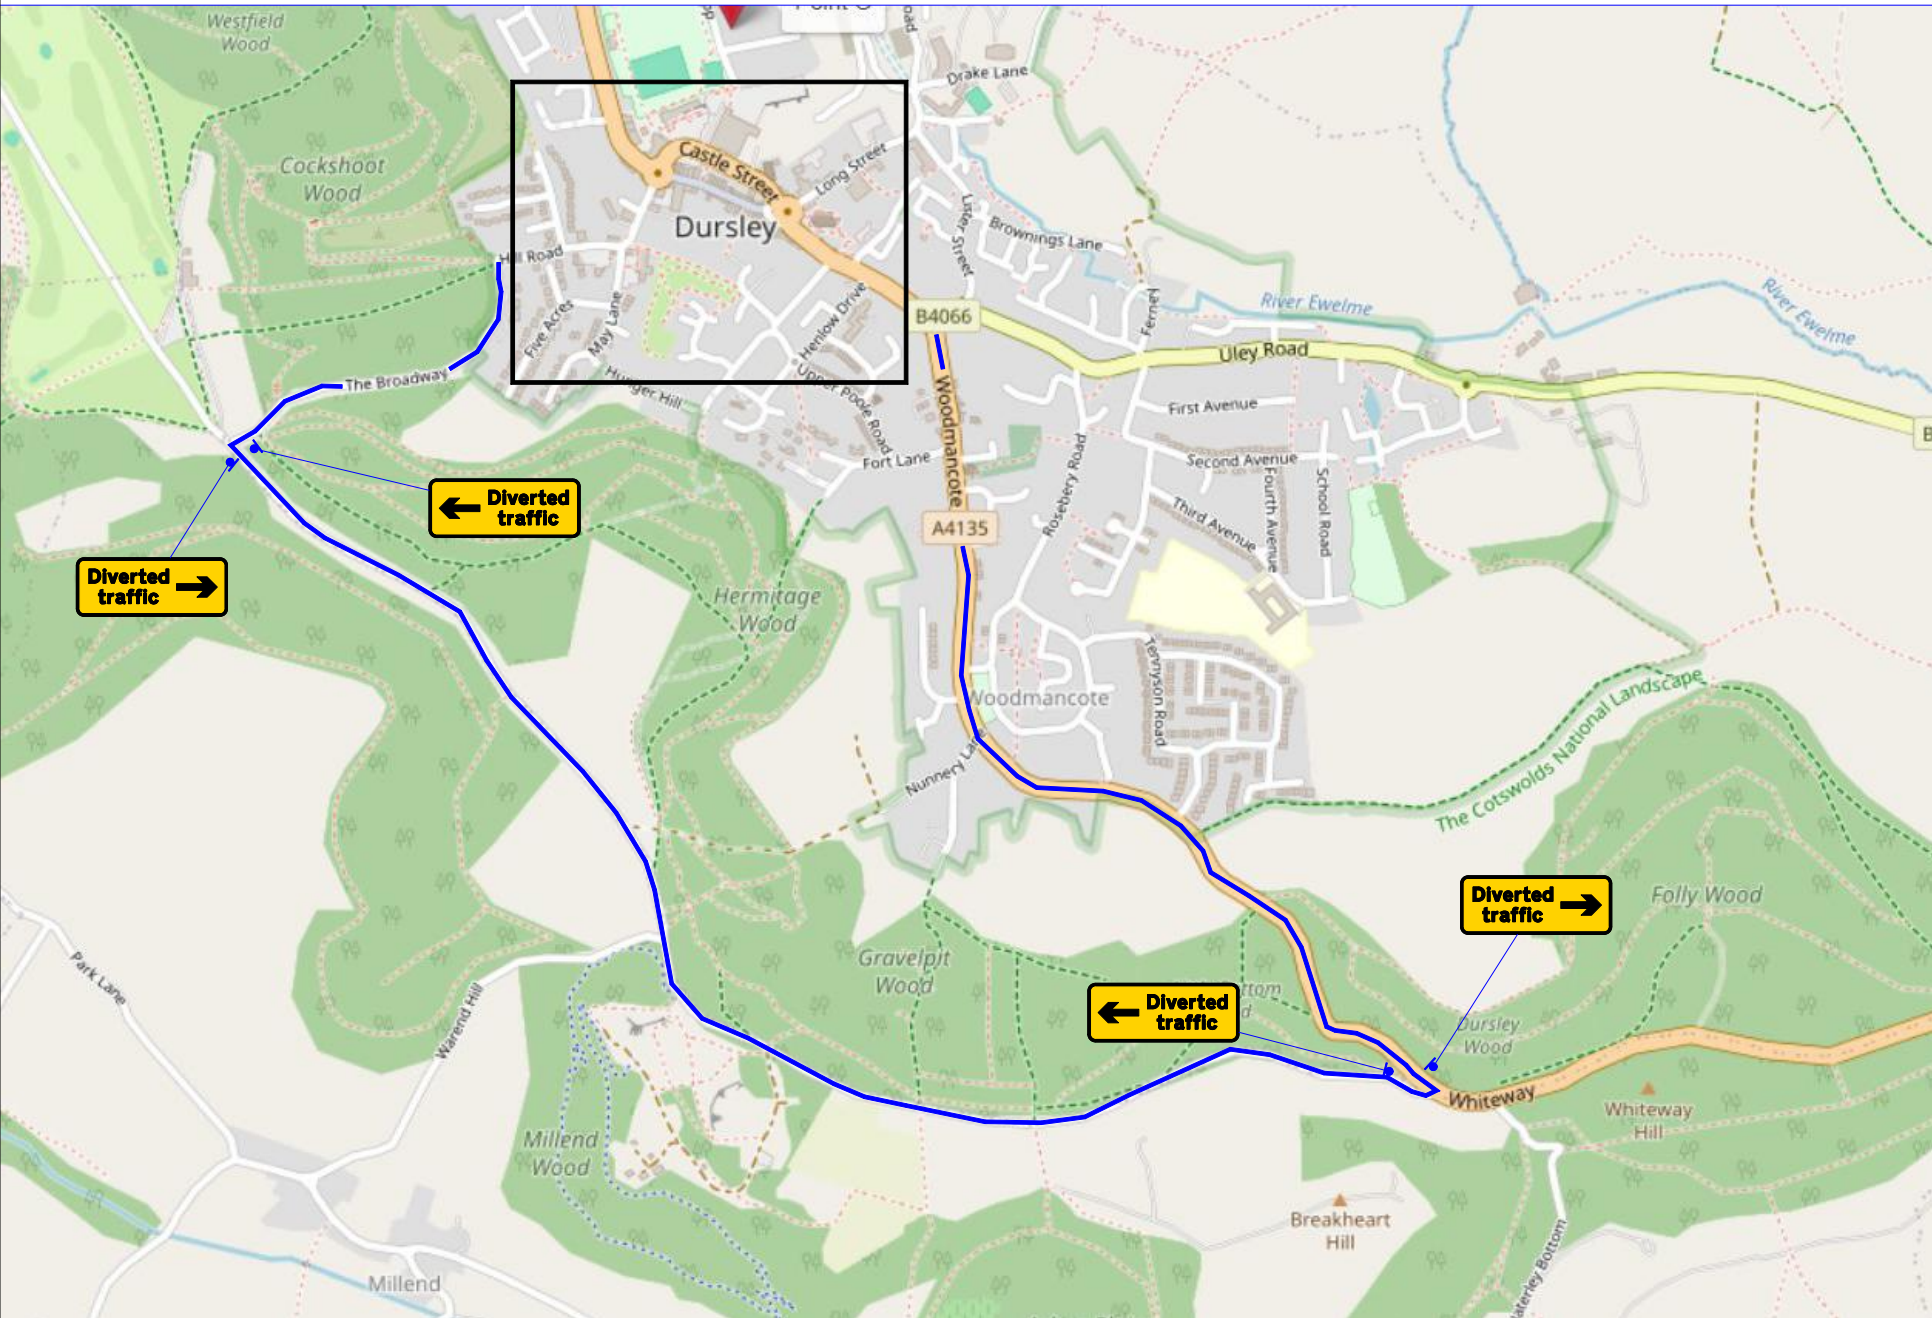 Westfield
Wood
Drake Lane
Cockshoot
Wood
Castle Street
Long Street
Dursley
Lister Street
Brownings Lane
Hill Road
River Ewelme
River Ewelme
Ferney
B4066
Five Acres
May Lane
Henlow Drive
Uley Road
The Broadway
Hunger Hill
Upper Poole Road
Woodmancote
First Avenue
Fort Lane
Rosebery Road
Second Avenue
Fourth Avenue
School Road
Third Avenue
Diverted
traffic
A4135
Diverted
traffic
Hermitage
Wood
Tennyson Road
Woodmancote
The Cotswolds National Landscape
Nunnery Lane
Diverted
traffic
Folly Wood
Park Lane
Gravelpit
Wood
Warend Hill
Diverted
traffic
Dursley
Wood
Whiteway
Whiteway
Hill
Millend
Wood
Breakheart
Hill
Millend